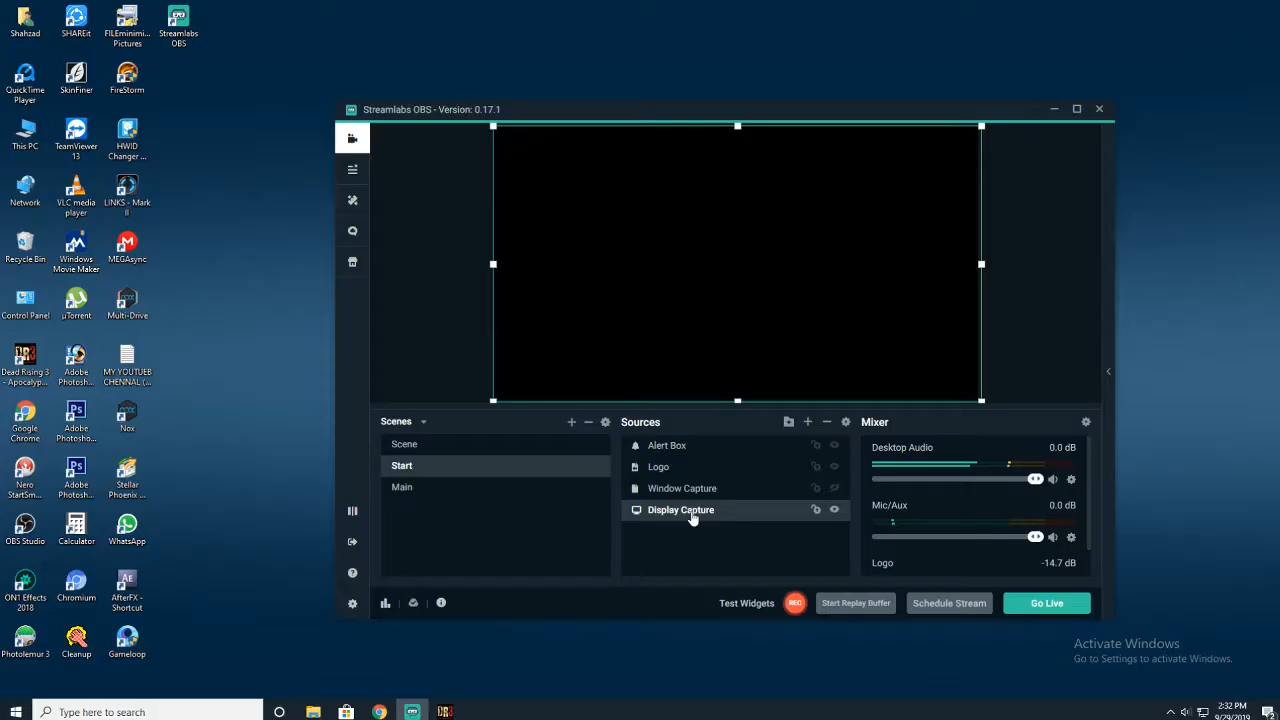 Shahzad
SHAREit
FILEminimi...
Pictures
Streamlabs
OBS
QuickTime
Player
SkinFiner
FireStorm
This PC
TeamViewer
13
HWID
Changer ...
Network
VLC media
player
LINKS - Mark
II
Recycle Bin
Windows
Movie Maker
MEGAsync
Control Panel
µTorrent
Multi-Drive
Dead Rising 3
- Apocalyp...
Adobe
Photosh...
MY YOUTUEB
CHENNAL (...
Google
Chrome
Adobe
Photosho...
Nox
Nero
StartSm...
Adobe
Photosh...
Stellar
Phoenix ...
OBS Studio
Calculator
WhatsApp
ON1 Effects
2018
Chromium
AfterFX -
Shortcut
Photolemur 3
Cleanup
Gameloop
Streamlabs OBS - Version: 0.17.1
Scenes
Scene
Start
Main
Sources
Alert Box
Logo
Window Capture
Display Capture
Mixer
Desktop Audio 0.0 dB
Mic/Aux 0.0 dB
Logo -14.7 dB
Test Widgets
REC
Start Replay Buffer
Schedule Stream
Go Live
Activate Windows
Go to Settings to activate Windows.
Type here to search
DR3
2:32 PM
9/29/2019